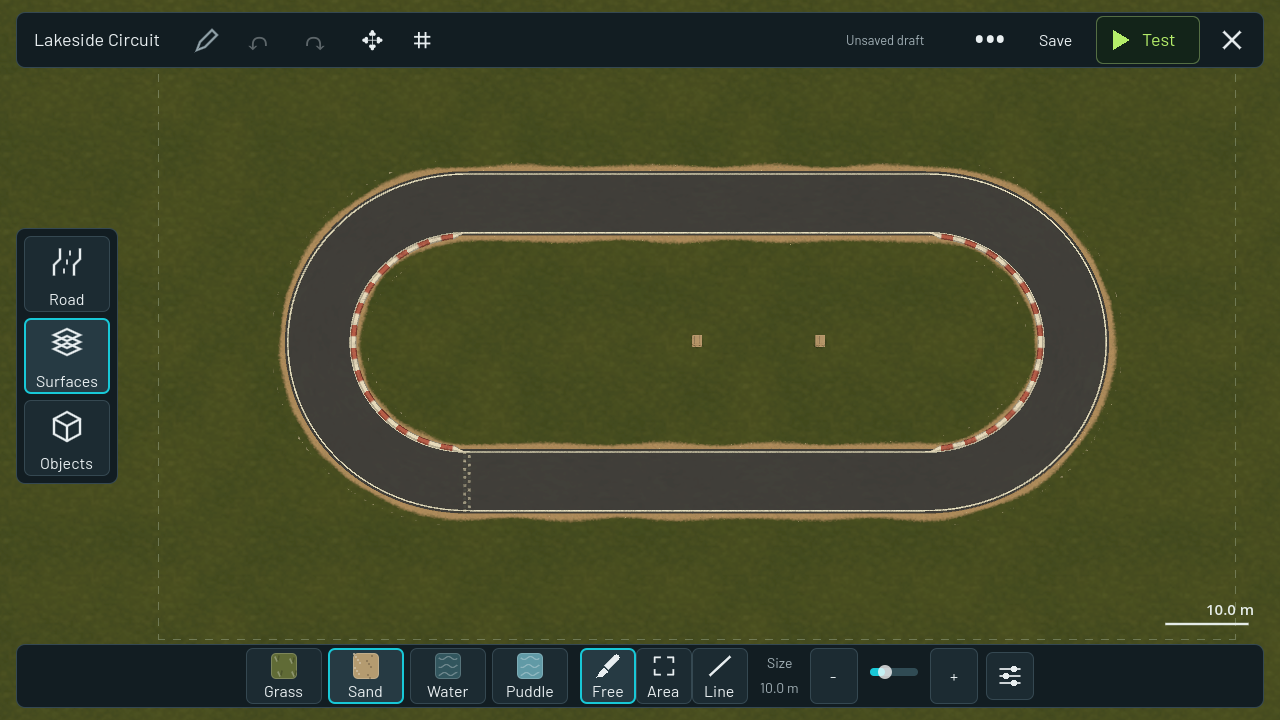 Lakeside Circuit
Unsaved draft
Save
Test
Road
Surfaces
Objects
10.0 m
Grass
Sand
Water
Puddle
Free
Area
Line
Size
10.0 m
-
+